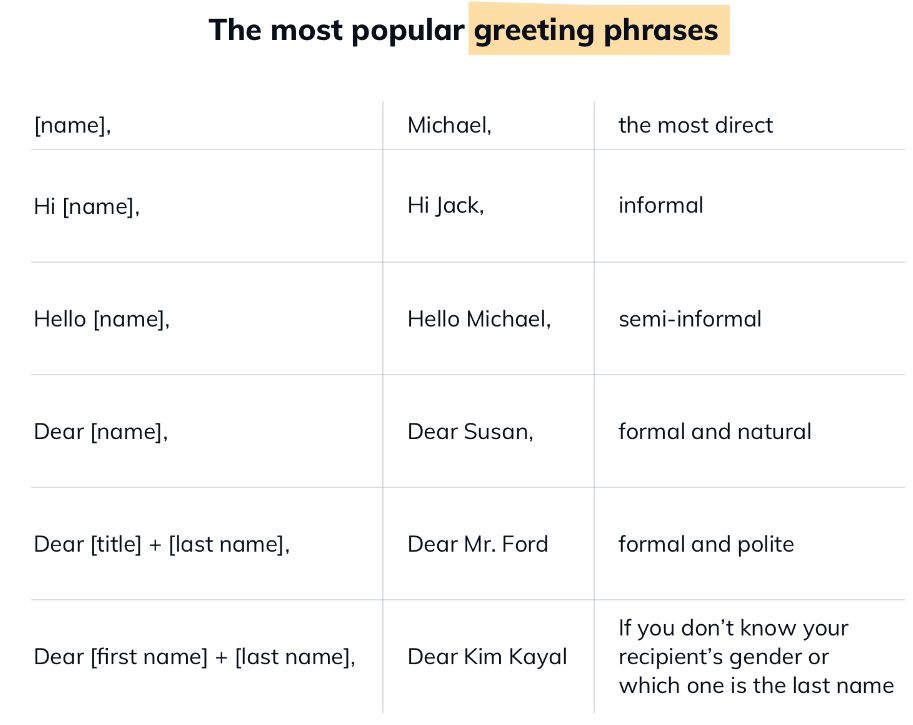 The most popular greeting phrases
[name], Michael, the most direct
Hi [name], Hi Jack, informal
Hello [name], Hello Michael, semi-informal
Dear [name], Dear Susan, formal and natural
Dear [title] + [last name], Dear Mr. Ford formal and polite
Dear [first name] + [last name], Dear Kim Kayal
If you don’t know your
recipient’s gender or
which one is the last name